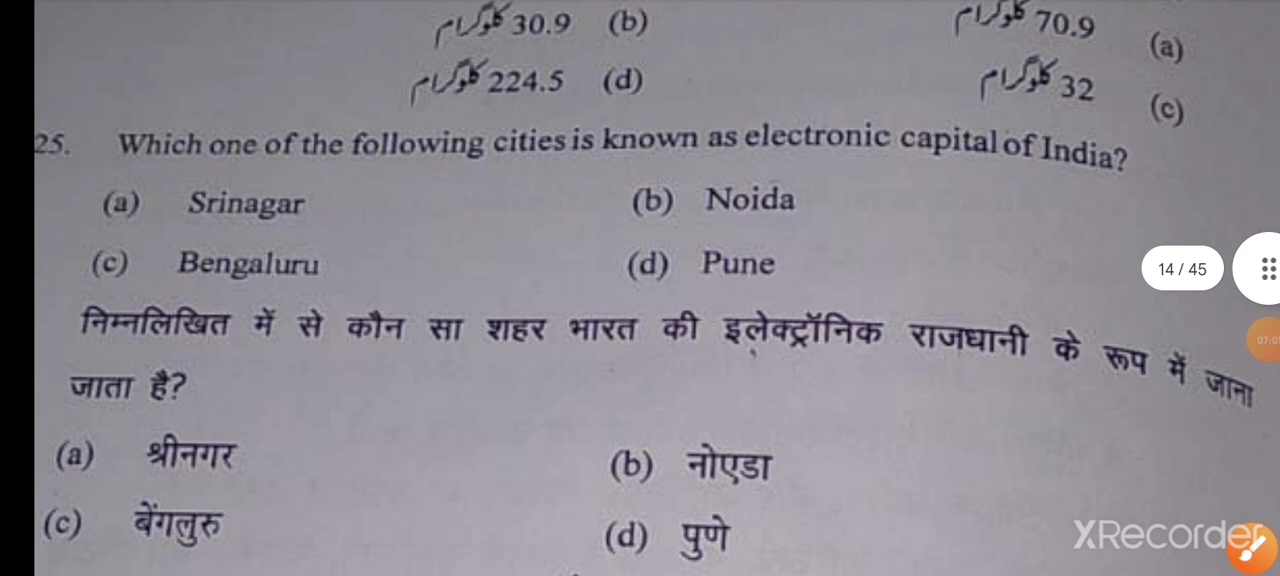 (a) 70.9 کلوگرام (b) 30.9 کلوگرام
(c) 32 کلوگرام (d) 224.5 کلوگرام
25. Which one of the following cities is known as electronic capital of India?
(a) Srinagar (b) Noida
(c) Bengaluru (d) Pune
14 / 45
निम्नलिखित में से कौन सा शहर भारत की इलेक्ट्रॉनिक राजधानी के रूप में जाना
07:01
जाता है?
(a) श्रीनगर (b) नोएडा
(c) बेंगलुरु (d) पुणे
XRecorder